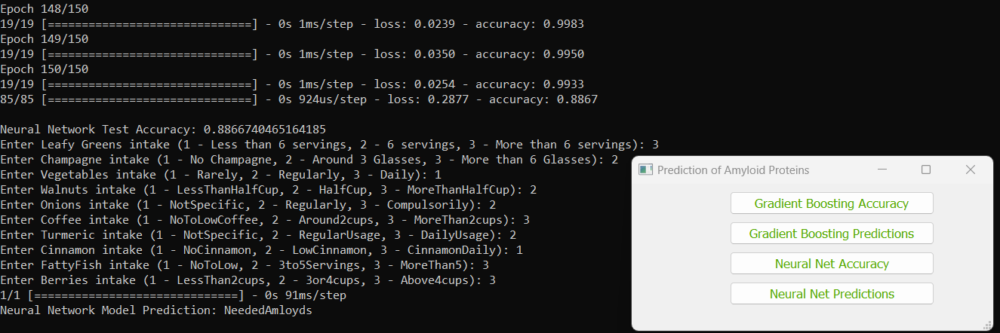 Epoch 148/150
19/19 [==============================] - 0s 1ms/step - loss: 0.0239 - accuracy: 0.9983
Epoch 149/150
19/19 [==============================] - 0s 1ms/step - loss: 0.0350 - accuracy: 0.9950
Epoch 150/150
19/19 [==============================] - 0s 1ms/step - loss: 0.0254 - accuracy: 0.9933
85/85 [==============================] - 0s 924us/step - loss: 0.2877 - accuracy: 0.8867
Neural Network Test Accuracy: 0.8866740465164185
Enter Leafy Greens intake (1 - Less than 6 servings, 2 - 6 servings, 3 - More than 6 servings): 3
Enter Champagne intake (1 - No Champagne, 2 - Around 3 Glasses, 3 - More than 6 Glasses): 2
Enter Vegetables intake (1 - Rarely, 2 - Regularly, 3 - Daily): 1
Enter Walnuts intake (1 - LessThanHalfCup, 2 - HalfCup, 3 - MoreThanHalfCup): 2
Enter Onions intake (1 - NotSpecific, 2 - Regularly, 3 - Compulsorily): 2
Enter Coffee intake (1 - NoToLowCoffee, 2 - Around2cups, 3 - MoreThan2cups): 3
Enter Turmeric intake (1 - NotSpecific, 2 - RegularUsage, 3 - DailyUsage): 2
Enter Cinnamon intake (1 - NoCinnamon, 2 - LowCinnamon, 3 - CinnamonDaily): 1
Enter FattyFish intake (1 - NoToLow, 2 - 3to5Servings, 3 - MoreThan5): 3
Enter Berries intake (1 - LessThan2cups, 2 - 3or4cups, 3 - Above4cups): 3
1/1 [==============================] - 0s 91ms/step
Neural Network Model Prediction: NeededAmloyds
Prediction of Amyloid Proteins
Gradient Boosting Accuracy
Gradient Boosting Predictions
Neural Net Accuracy
Neural Net Predictions